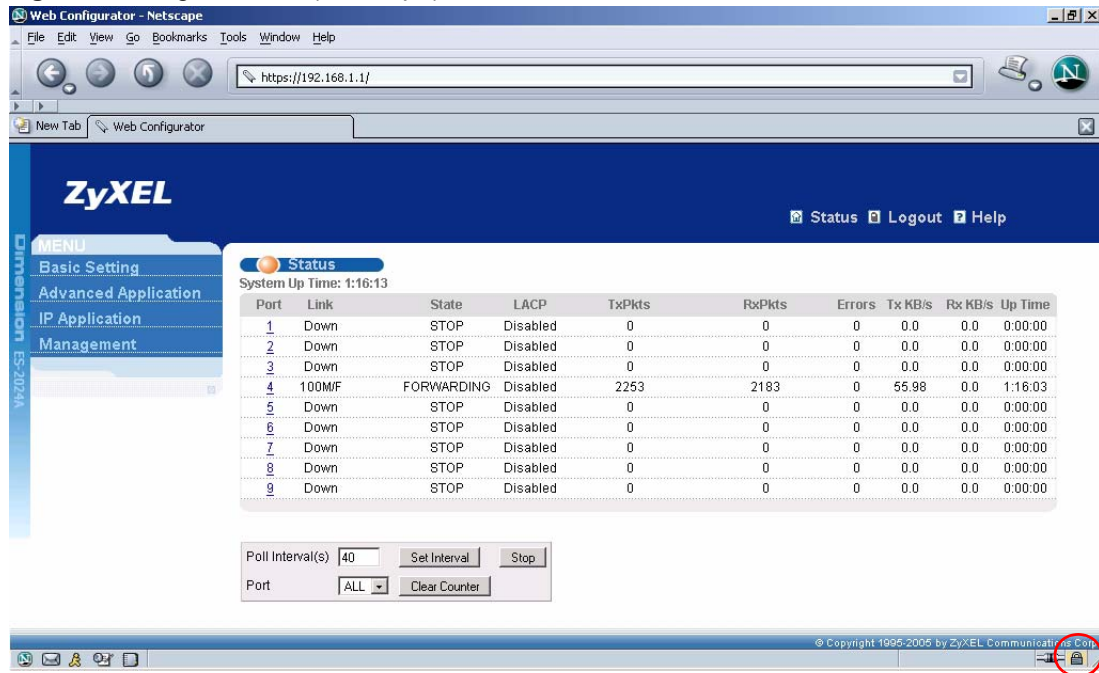 Web Configurator - Netscape
File Edit View Go Bookmarks Tools Window Help
https://192.168.1.1/
N
New Tab Web Configurator
ZyXEL
Status Logout Help
Dimension ES-2024A
MENU
Basic Setting
Advanced Application
IP Application
Management
Status
System Up Time: 1:16:13
Port Link State LACP TxPkts RxPkts Errors Tx KB/s Rx KB/s Up Time
1 Down STOP Disabled 0 0 0 0.0 0.0 0:00:00
2 Down STOP Disabled 0 0 0 0.0 0.0 0:00:00
3 Down STOP Disabled 0 0 0 0.0 0.0 0:00:00
4 100M/F FORWARDING Disabled 2253 2183 0 55.98 0.0 1:16:03
5 Down STOP Disabled 0 0 0 0.0 0.0 0:00:00
6 Down STOP Disabled 0 0 0 0.0 0.0 0:00:00
7 Down STOP Disabled 0 0 0 0.0 0.0 0:00:00
8 Down STOP Disabled 0 0 0 0.0 0.0 0:00:00
9 Down STOP Disabled 0 0 0 0.0 0.0 0:00:00
Poll Interval(s) 40 Set Interval Stop
Port ALL Clear Counter
© Copyright 1995-2005 by ZyXEL Communications Corp